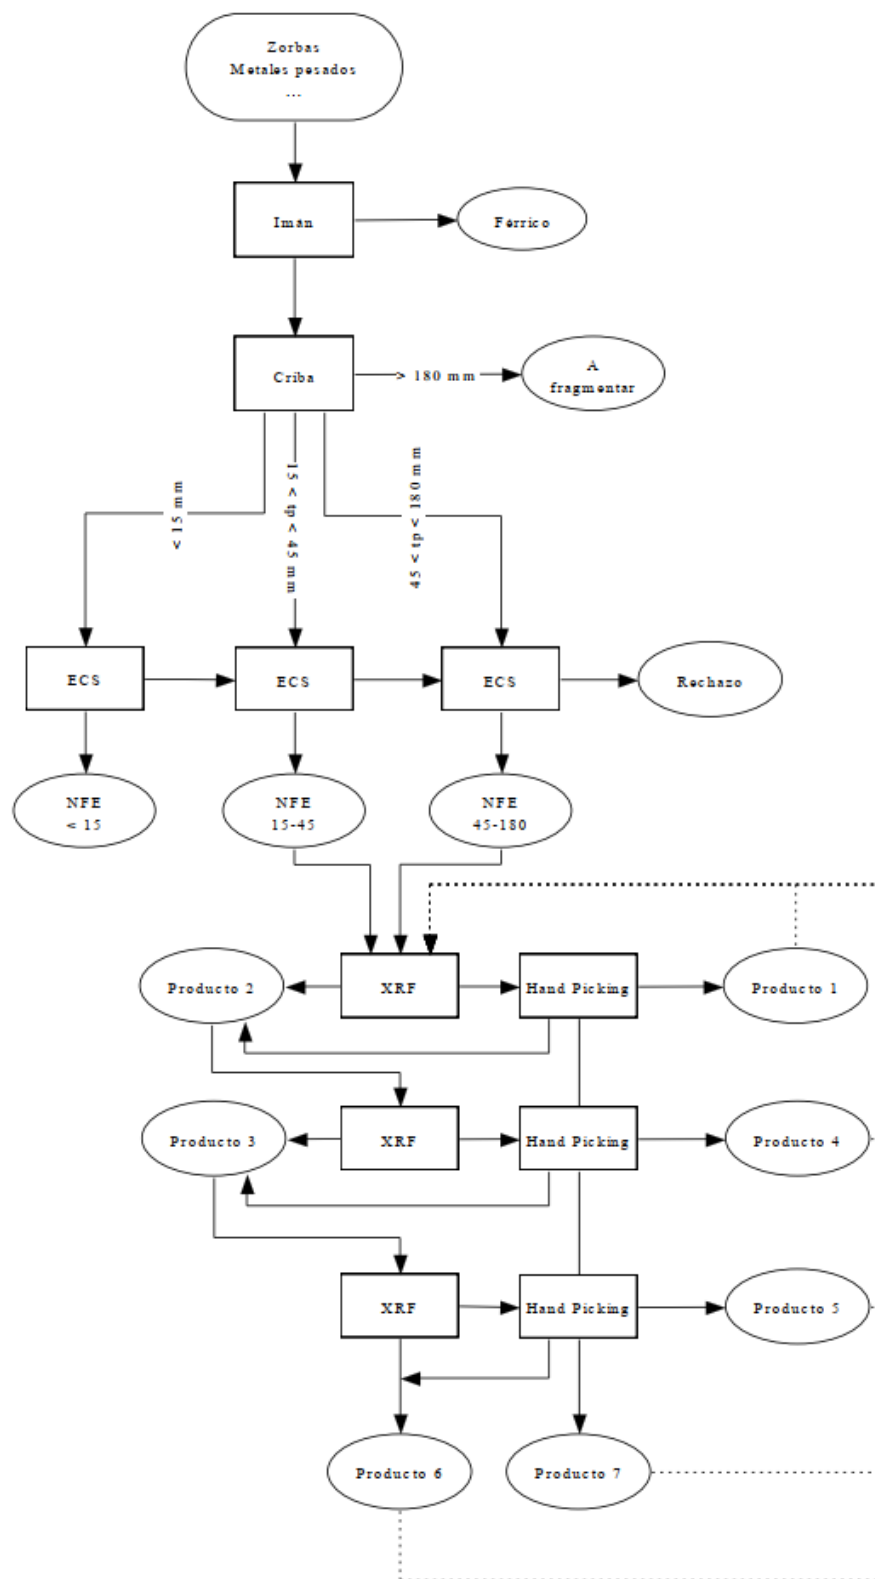 Zorbas
Metales pesados
...
Imán
Férrico
Criba
> 180 mm
A
fragmentar
< 15 mm
15 < tp < 45 mm
45 < tp < 180 mm
ECS
ECS
ECS
Rechazo
NFE
< 15
NFE
15-45
NFE
45-180
Producto 2
XRF
Hand Picking
Producto 1
Producto 3
XRF
Hand Picking
Producto 4
XRF
Hand Picking
Producto 5
Producto 6
Producto 7